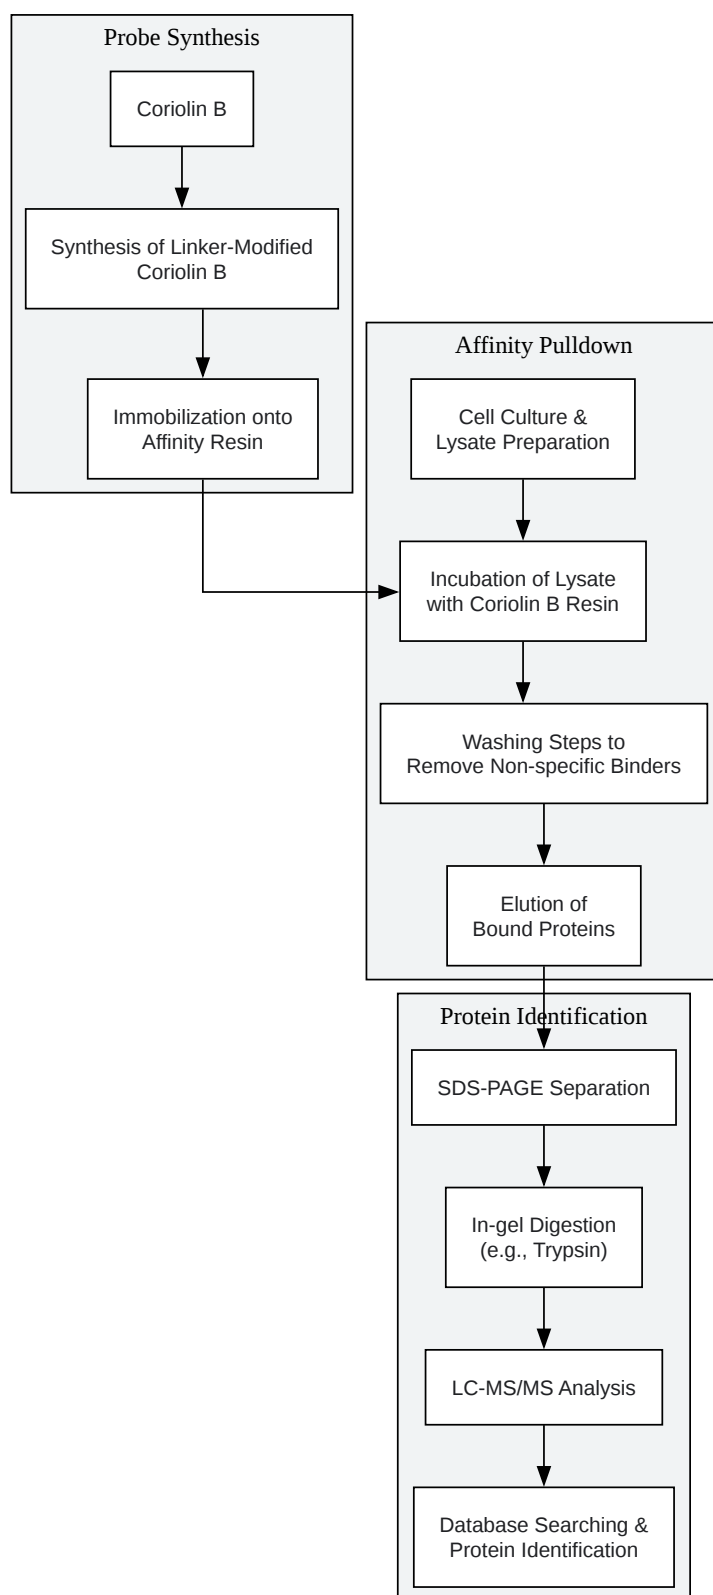 Probe Synthesis
Coriolin B
Synthesis of Linker-Modified
Coriolin B
Immobilization onto
Affinity Resin
Affinity Pulldown
Cell Culture &
Lysate Preparation
Incubation of Lysate
with Coriolin B Resin
Washing Steps to
Remove Non-specific Binders
Elution of
Bound Proteins
Protein Identification
SDS-PAGE Separation
In-gel Digestion
(e.g., Trypsin)
LC-MS/MS Analysis
Database Searching &
Protein Identification